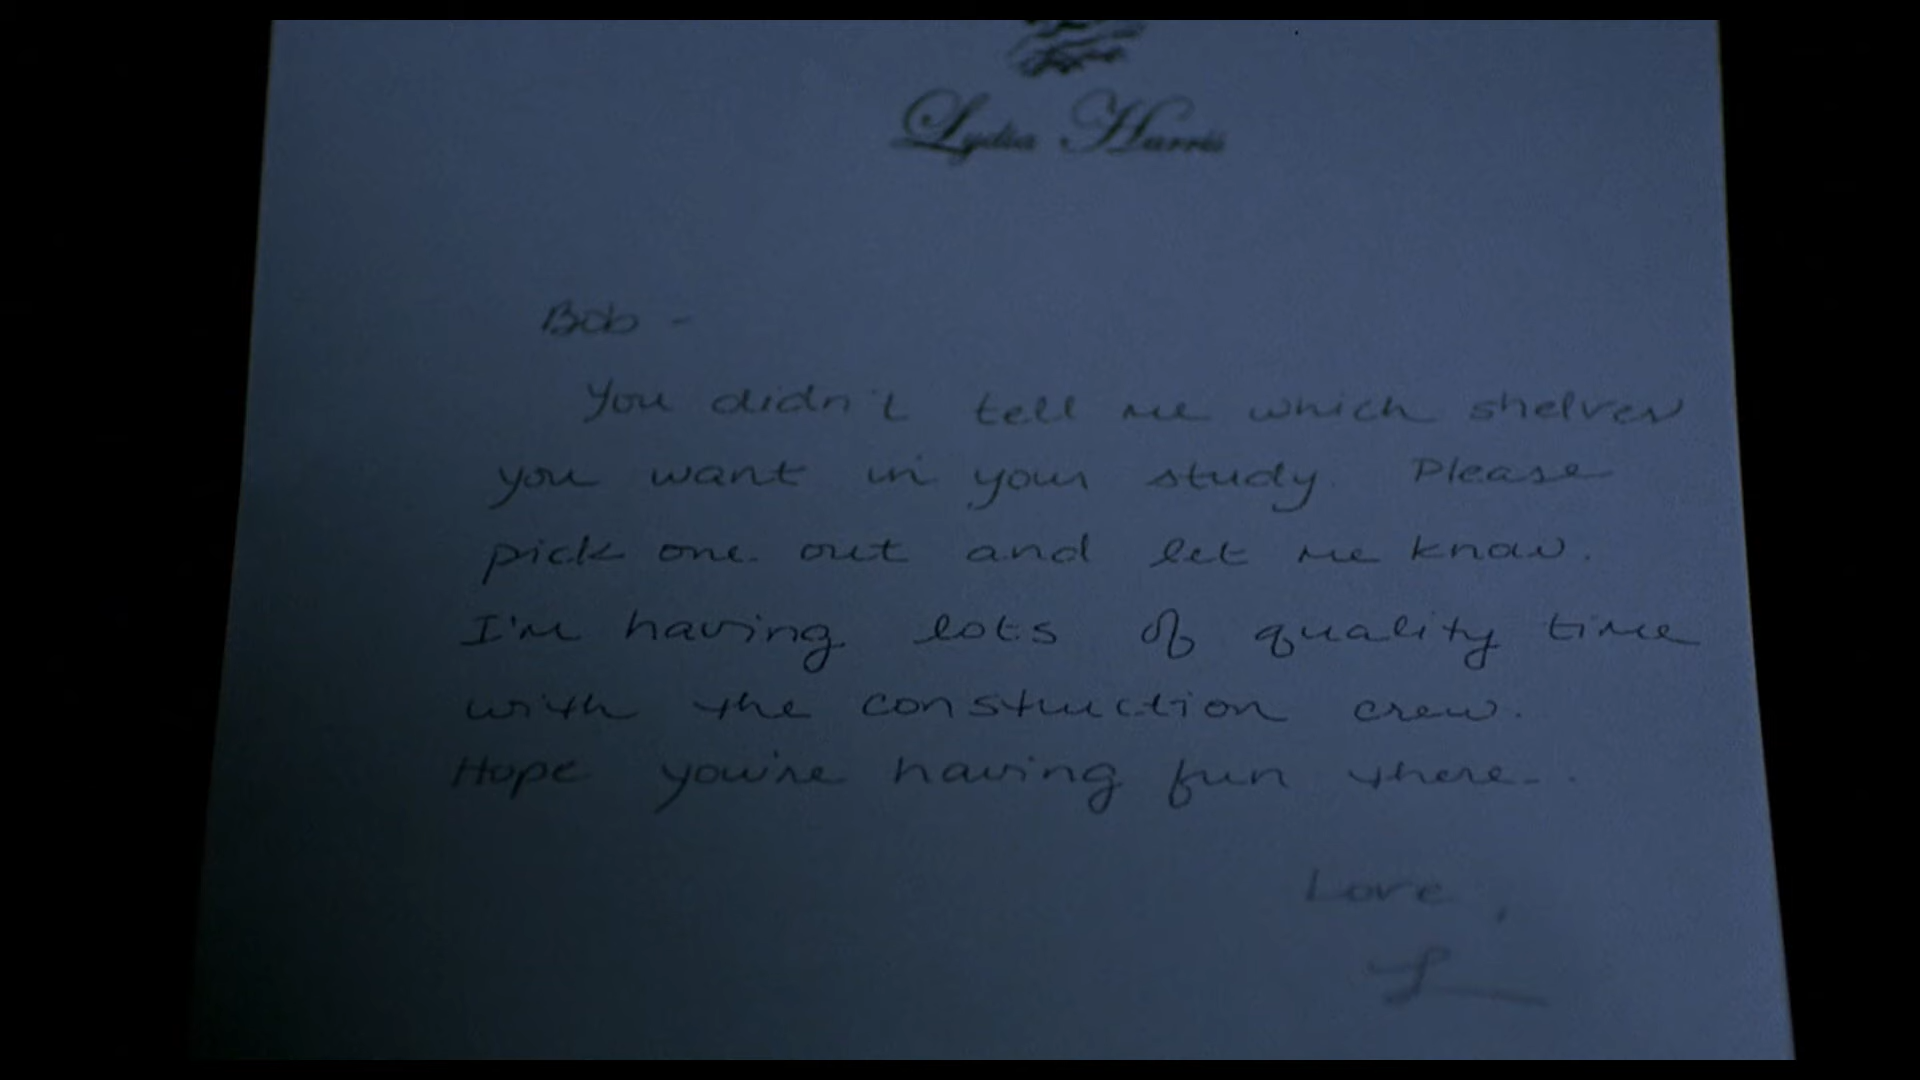 Lydia Harris
Bob -
You didn't tell me which shelves
you want in your study. Please
pick one out and let me know.
I'm having lots of quality time
with the construction crew.
Hope you're having fun there.
Love,
L